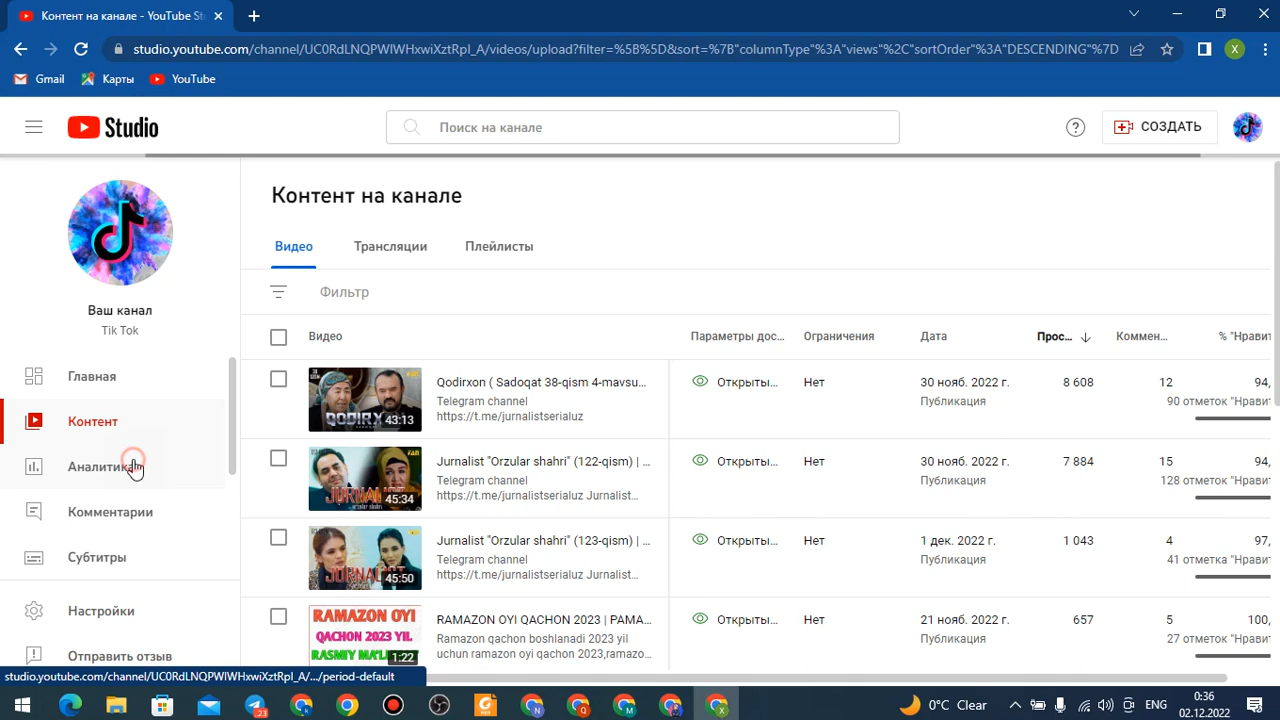 Контент на канале - YouTube St
studio.youtube.com/channel/UC0RdLNQPWlWHxwiXztRpl_A/videos/upload?filter=%5B%5D&sort=%7B"columnType"%3A"views"%2C"sortOrder"%3A"DESCENDING"%7D
X
Gmail
Карты
YouTube
Studio
Поиск на канале
СОЗДАТЬ
Ваш канал
Tik Tok
Главная
Контент
Аналитика
Комментарии
Субтитры
Настройки
Отправить отзыв
Контент на канале
Видео Трансляции Плейлисты
Фильтр
Видео Параметры дос... Ограничения Дата Прос... Коммен... % "Нравит
43:13
Qodirxon ( Sadoqat 38-qism 4-mavsu... Открыты... Нет 30 нояб. 2022 г. 8 608 12 94,
Telegram channel Публикация 90 отметок "Нрави
https://t.me/jurnalistserialuz
JURNALIST
45:34
Jurnalist "Orzular shahri" (122-qism) | ... Открыты... Нет 30 нояб. 2022 г. 7 884 15 94,
Telegram channel Публикация 128 отметок "Нрави
https://t.me/jurnalistserialuz Jurnalist...
45:50
Jurnalist "Orzular shahri" (123-qism) | ... Открыты... Нет 1 дек. 2022 г. 1 043 4 97,
Telegram channel Публикация 41 отметка "Нрави
https://t.me/jurnalistserialuz Jurnalist...
RAMAZON OYI
QACHON 2023 YIL
1:22
RAMAZON OYI QACHON 2023 | РАМА... Открыты... Нет 21 нояб. 2022 г. 657 5 100,
Ramazon qachon boshlanadi 2023 yil Публикация 27 отметок "Нрави
uchun ramazon oyi qachon 2023,ramazo...
studio.youtube.com/channel/UC0RdLNQPWlWHxwiXztRpl_A/.../period-default
23
0°C Clear
ENG
0:36
02.12.2022